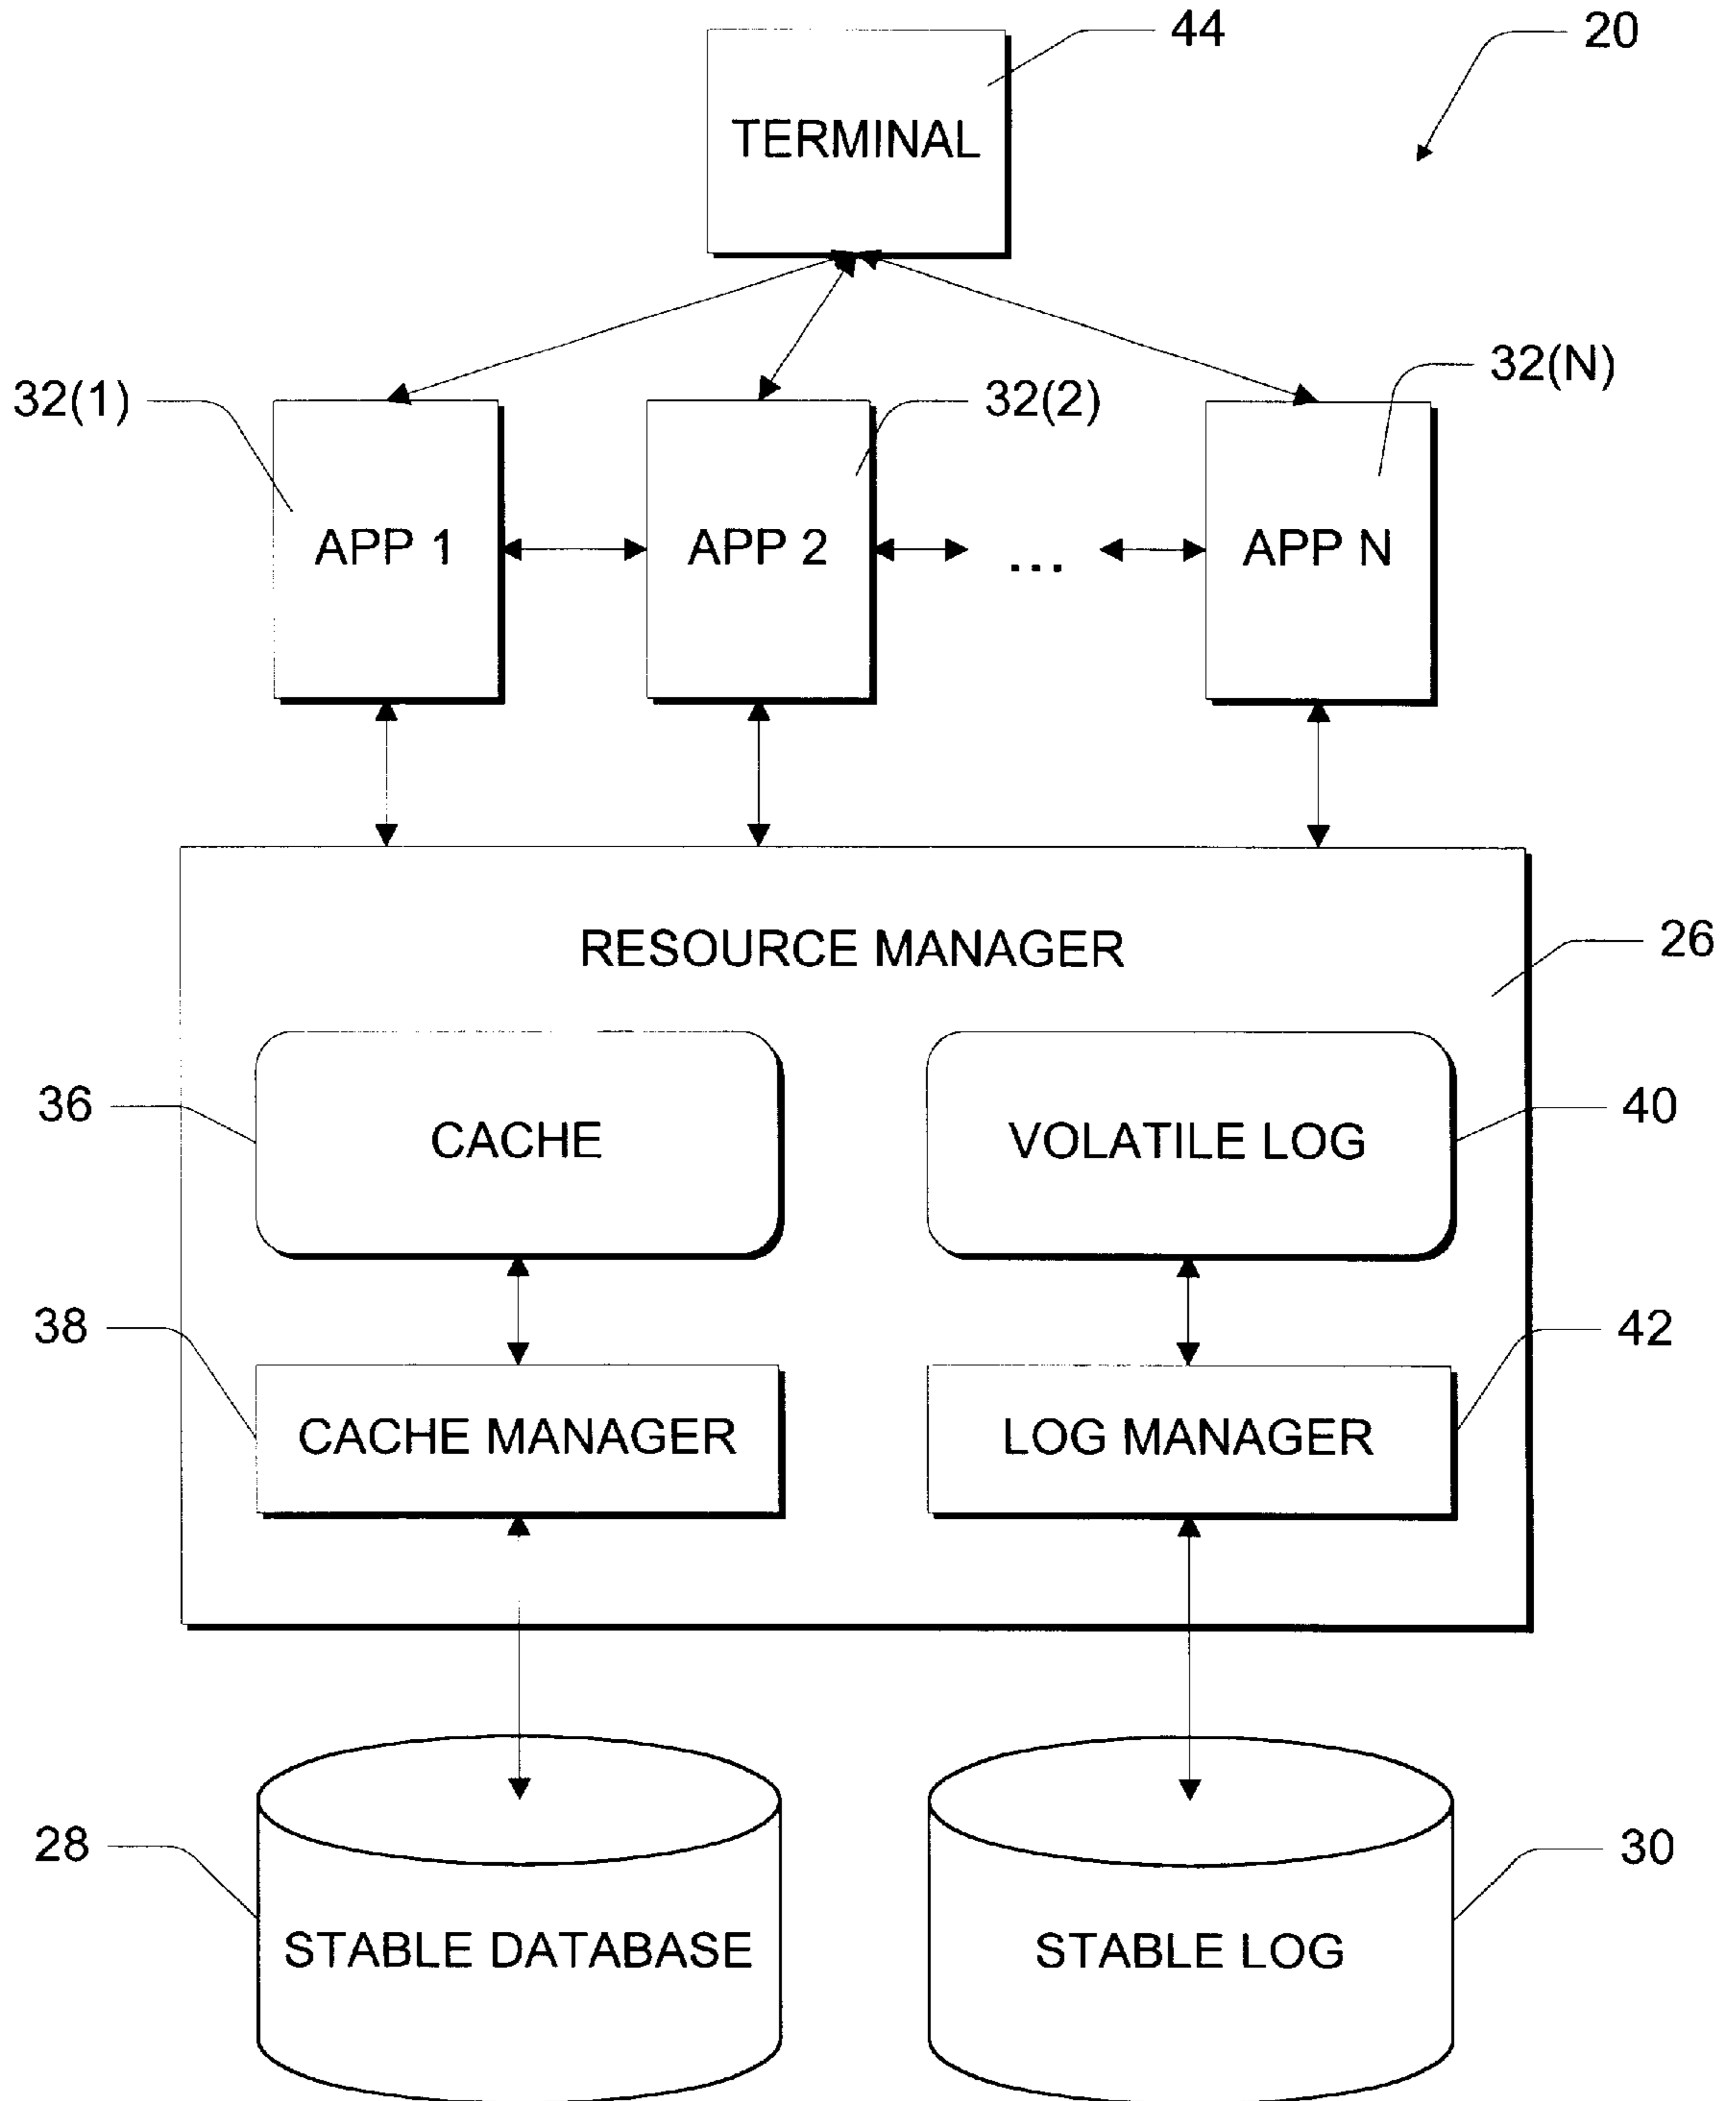 44
20
TERMINAL
32(1)
32(2)
32(N)
APP 1
APP 2
...
APP N
RESOURCE MANAGER
26
36
CACHE
VOLATILE LOG
40
38
CACHE MANAGER
LOG MANAGER
42
28
STABLE DATABASE
STABLE LOG
30